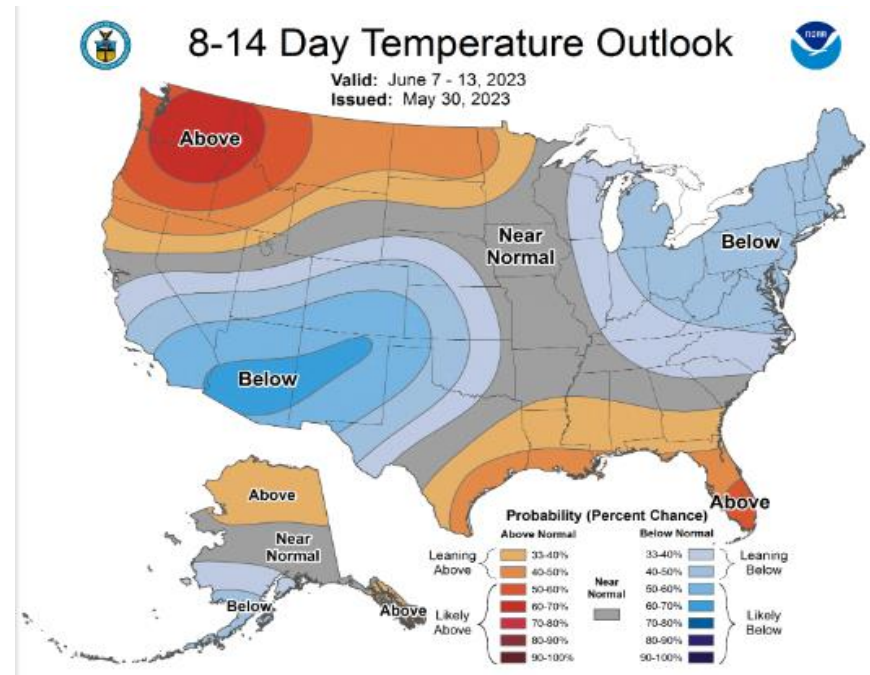 8-14 Day Temperature Outlook
NOAA
Valid: June 7 - 13, 2023
Issued: May 30, 2023
Above
Near
Normal
Below
Below
Above
Above
Near
Normal
Below
Above
Probability (Percent Chance)
Above Normal
Below Normal
Leaning
Above
33-40%
40-50%
Likely
Above
50-60%
60-70%
70-80%
80-90%
90-100%
Near
Normal
33-40%
40-50%
Leaning
Below
50-60%
60-70%
70-80%
80-90%
90-100%
Likely
Below